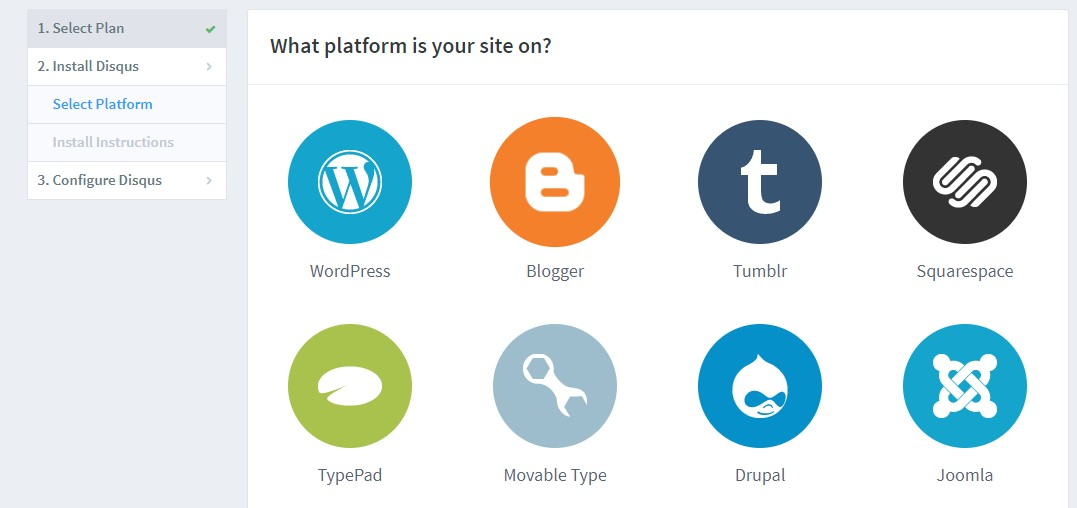 1. Select Plan
2. Install Disqus
Select Platform
Install Instructions
3. Configure Disqus
What platform is your site on?
WordPress
Blogger
Tumblr
Squarespace
TypePad
Movable Type
Drupal
Joomla